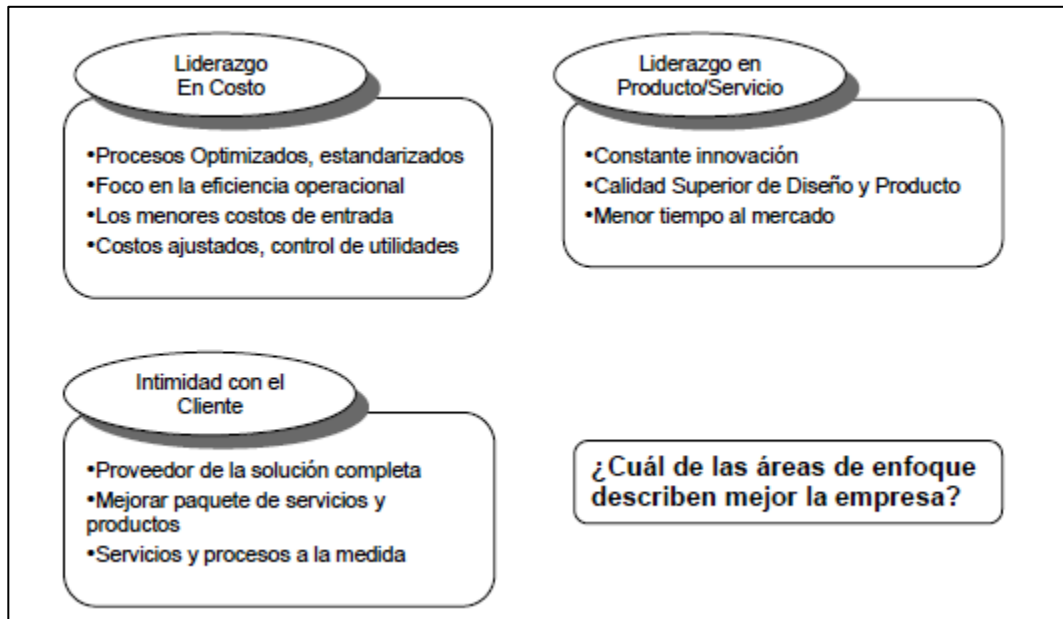 Liderazgo
En Costo
•Procesos Optimizados, estandarizados
•Foco en la eficiencia operacional
•Los menores costos de entrada
•Costos ajustados, control de utilidades
Liderazgo en
Producto/Servicio
•Constante innovación
•Calidad Superior de Diseño y Producto
•Menor tiempo al mercado
Intimidad con el
Cliente
•Proveedor de la solución completa
•Mejorar paquete de servicios y
productos
•Servicios y procesos a la medida
¿Cuál de las áreas de enfoque
describen mejor la empresa?